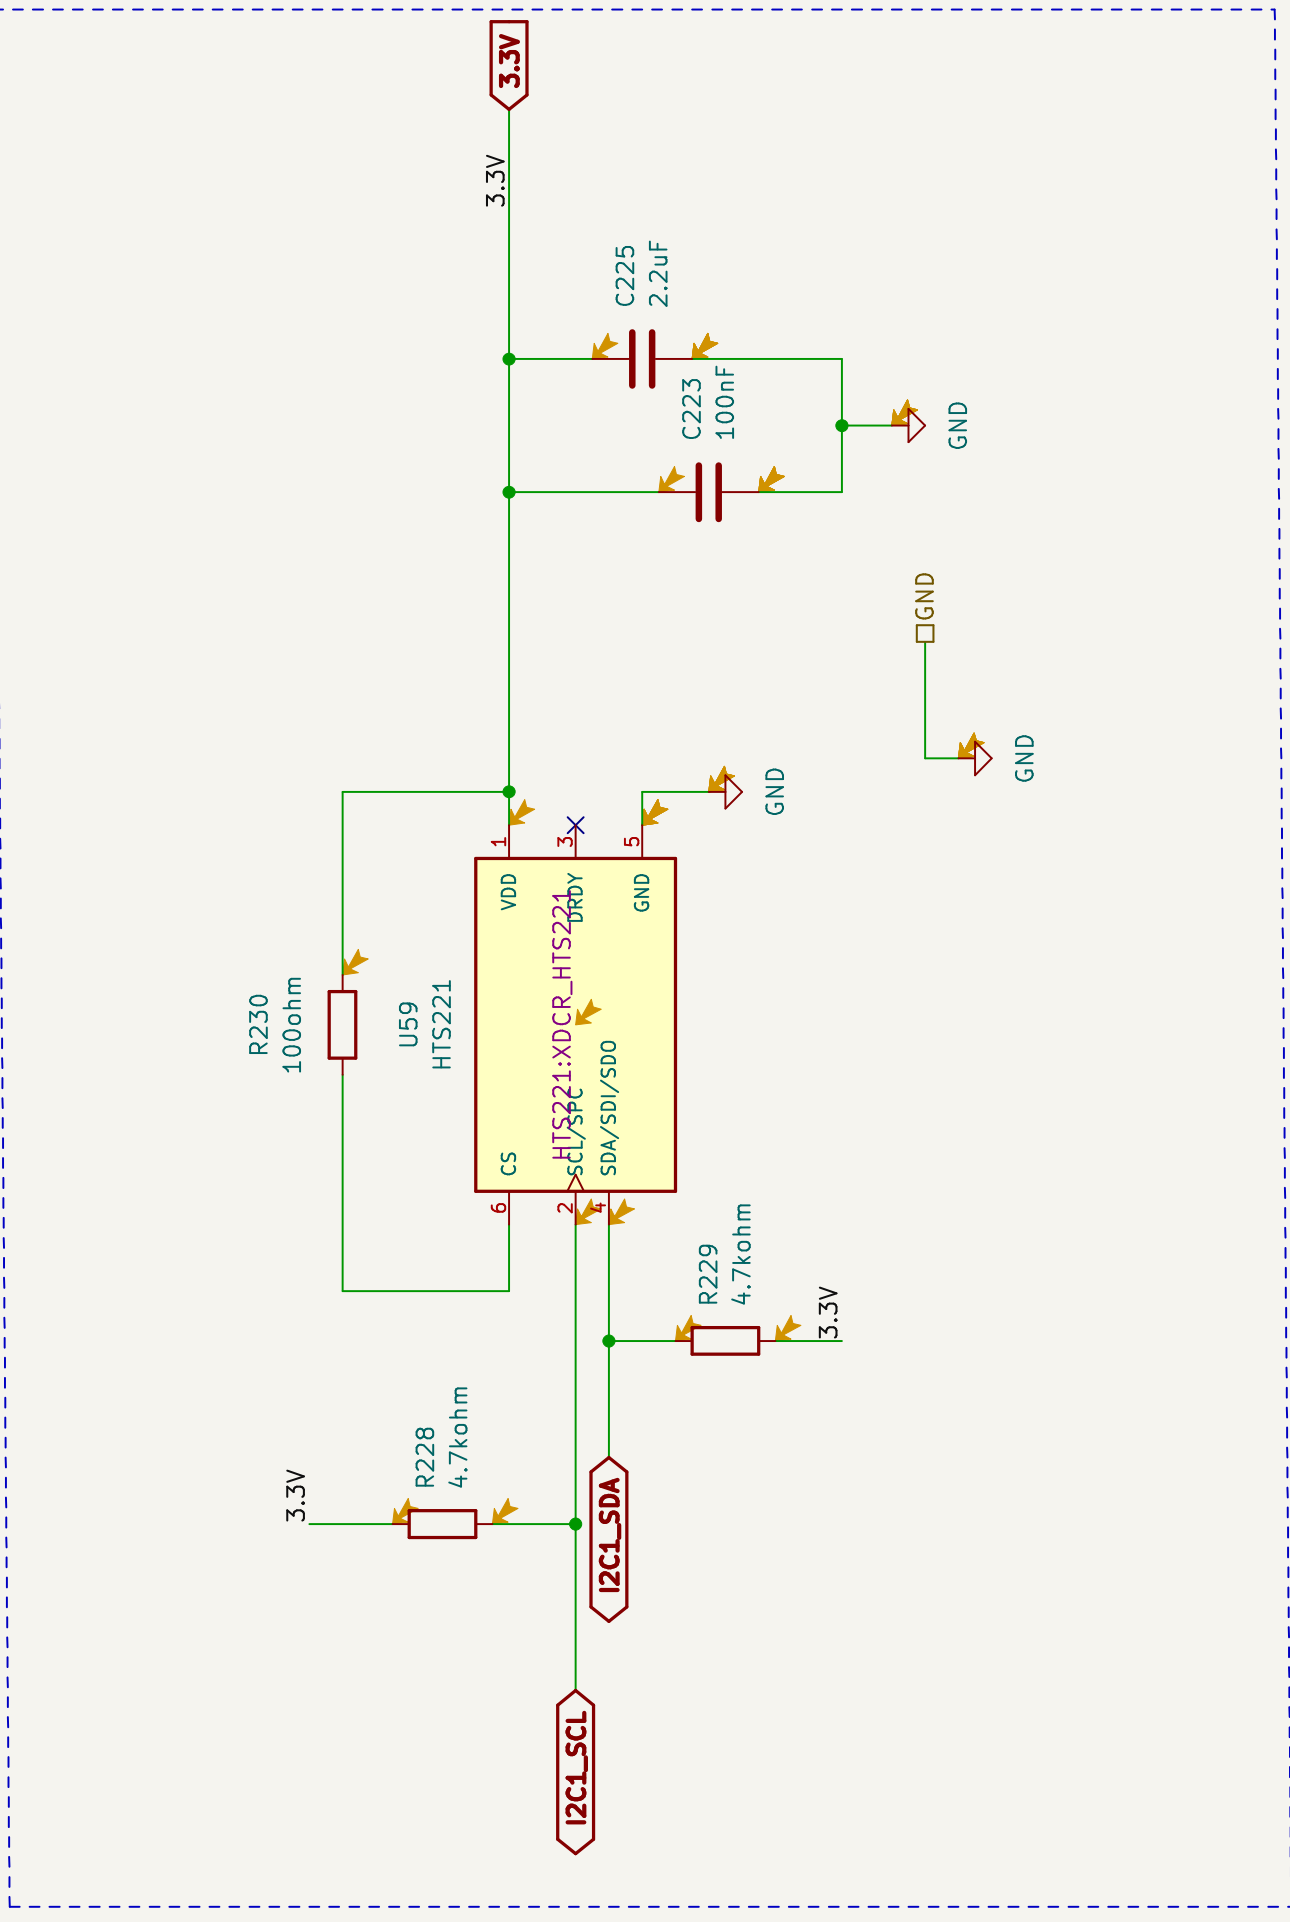 3.3V
3.3V
C225
2.2uF
C223
100nF
GND
GND
GND
GND
1
3
5
VDD
DRDY
GND
HTS221:XDCR_HTS221
R230
100ohm
U59
HTS221
CS
SCL/SPC
SDA/SDI/SDO
6
2
4
R229
4.7kohm
3.3V
R228
4.7kohm
3.3V
I2C1_SDA
I2C1_SCL